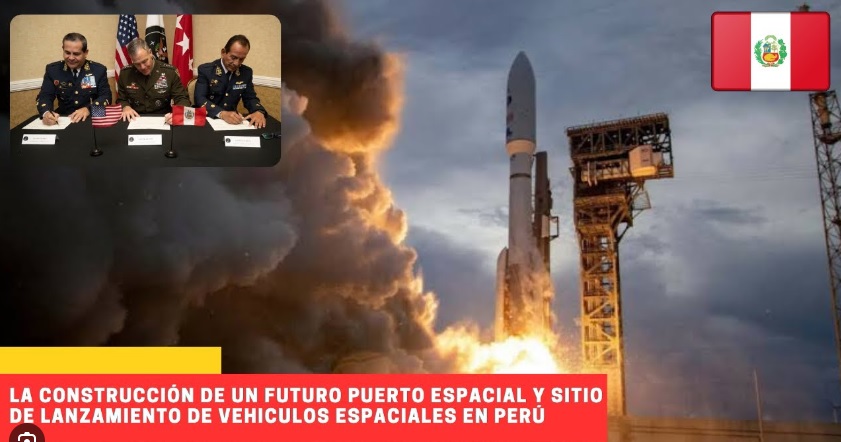 LA CONSTRUCCIÓN DE UN FUTURO PUERTO ESPACIAL Y SITIO
DE LANZAMIENTO DE VEHICULOS ESPACIALES EN PERÚ